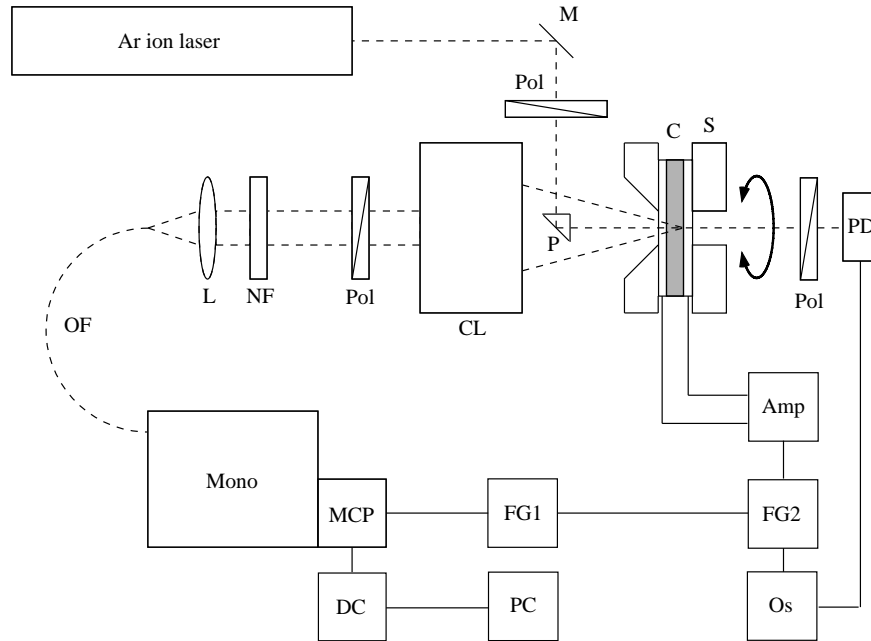 Ar ion laser
M
Pol
C
S
P
PD
L
NF
Pol
CL
Pol
OF
Amp
Mono
MCP
FG1
FG2
DC
PC
Os